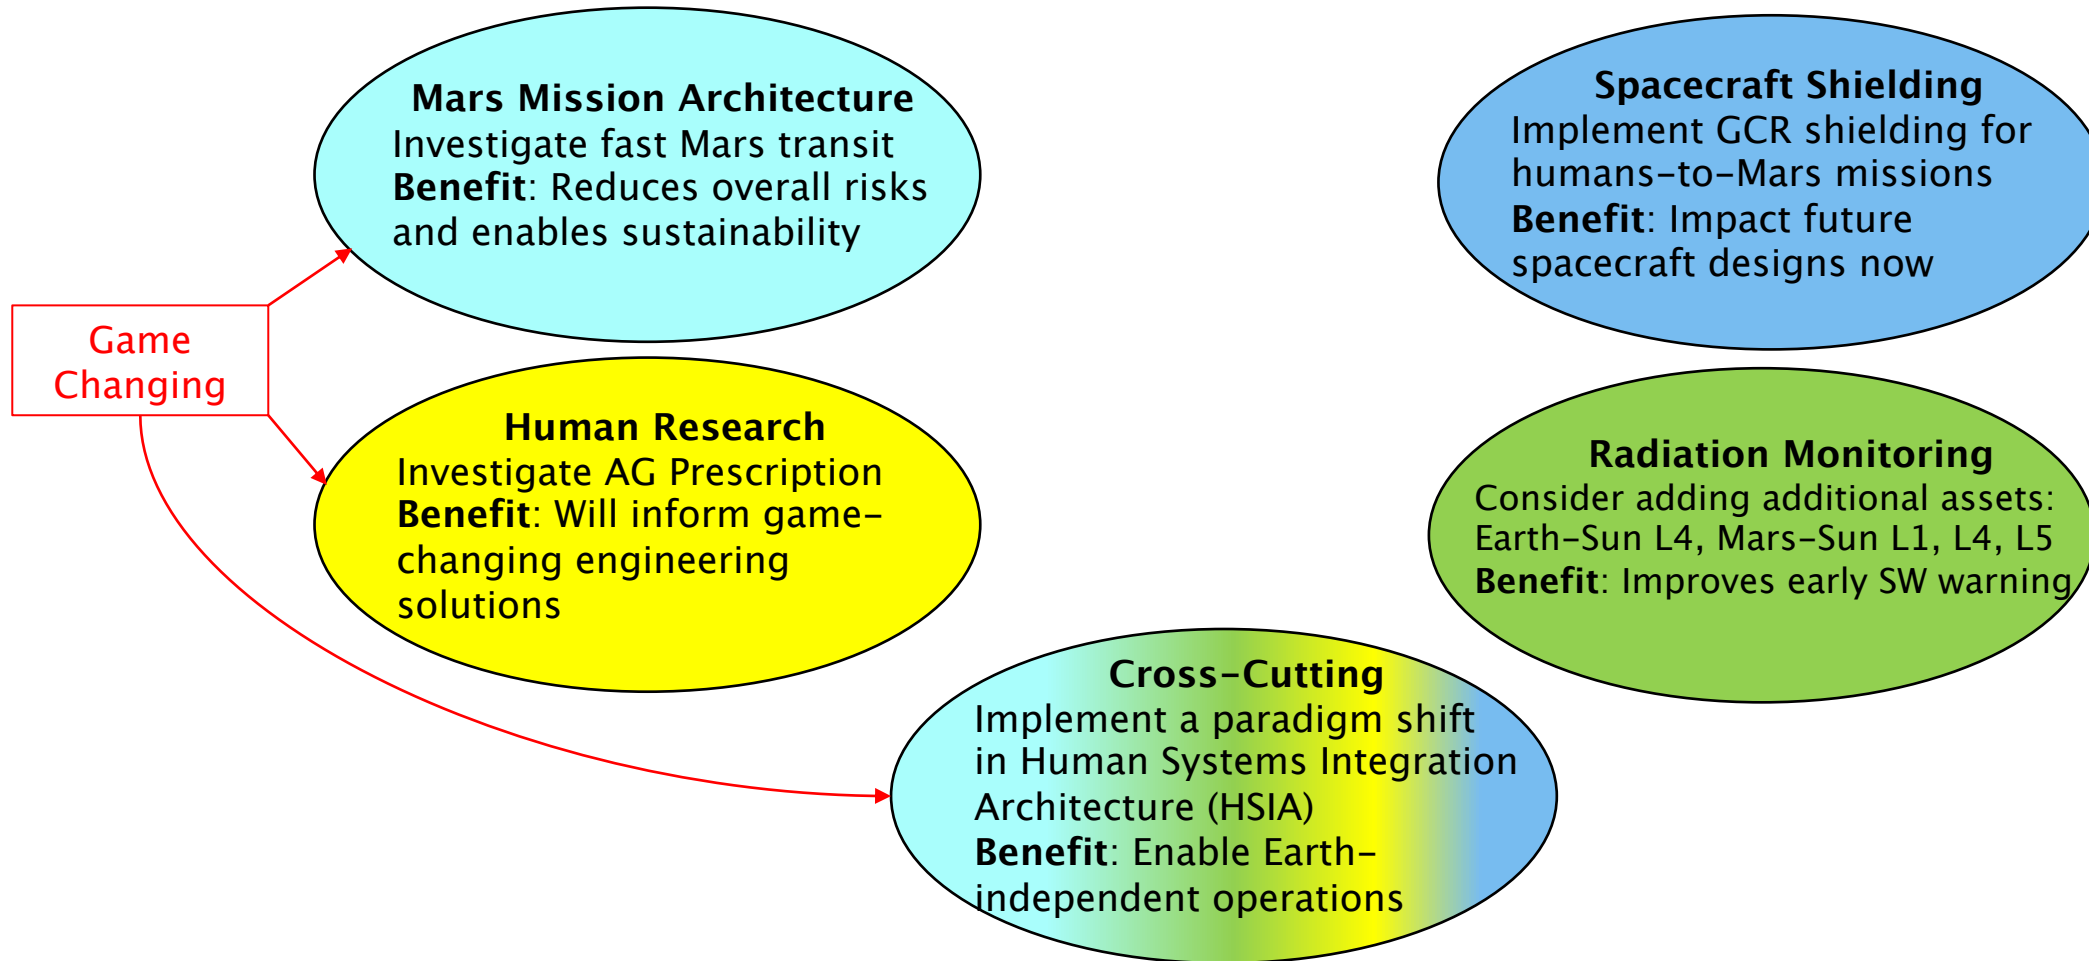 Mars Mission Architecture
Investigate fast Mars transit
Benefit: Reduces overall risks
and enables sustainability
Spacecraft Shielding
Implement GCR shielding for
humans-to-Mars missions
Benefit: Impact future
spacecraft designs now
Game
Changing
Human Research
Investigate AG Prescription
Benefit: Will inform game-
changing engineering
solutions
Radiation Monitoring
Consider adding additional assets:
Earth-Sun L4, Mars-Sun L1, L4, L5
Benefit: Improves early SW warning
Cross-Cutting
Implement a paradigm shift
in Human Systems Integration
Architecture (HSIA)
Benefit: Enable Earth-
independent operations